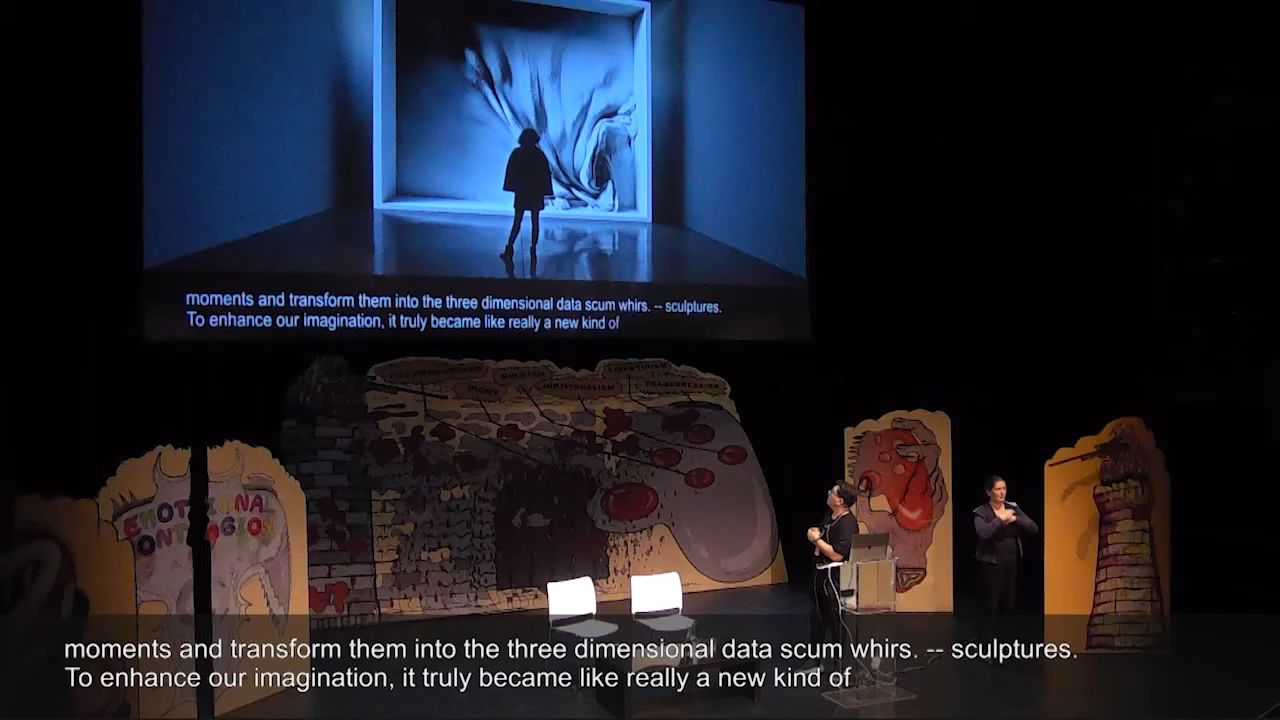 moments and transform them into the three dimensional data scum whirs. -- sculptures.
To enhance our imagination, it truly became like really a new kind of
LIBERTINISM
INDIVIDUALISM
TRANSGRESSION
EMOTIONAL
CONTAGION
moments and transform them into the three dimensional data scum whirs. -- sculptures.
To enhance our imagination, it truly became like really a new kind of